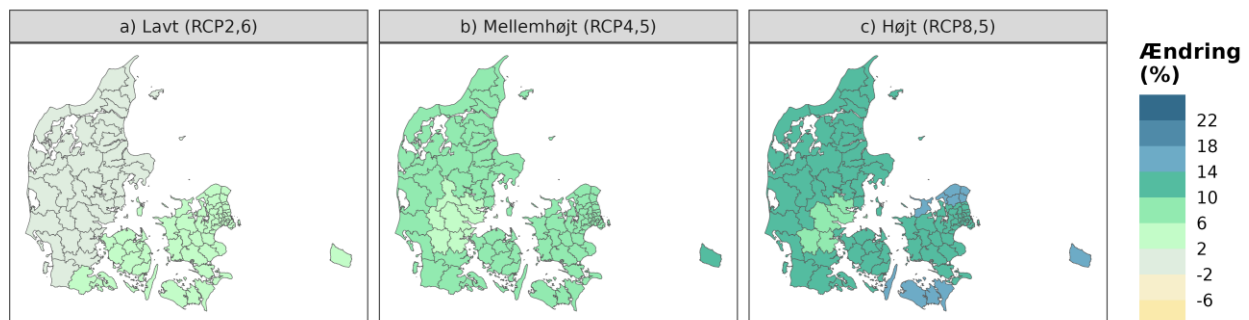 a) Lavt (RCP2,6)
b) Mellemhøjt (RCP4,5)
c) Højt (RCP8,5)
Ændring
(%)
22
18
14
10
6
2
-2
-6